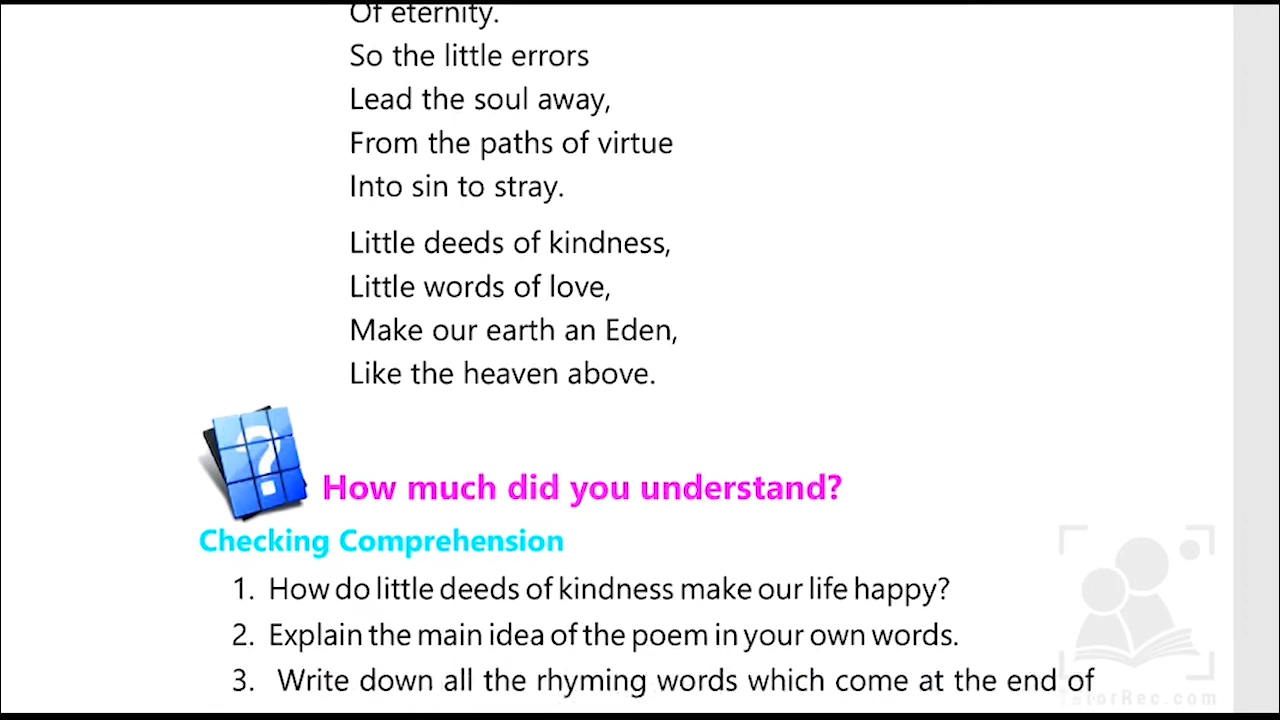 Of eternity.
So the little errors
Lead the soul away,
From the paths of virtue
Into sin to stray.
Little deeds of kindness,
Little words of love,
Make our earth an Eden,
Like the heaven above.
?
How much did you understand?
Checking Comprehension
1. How do little deeds of kindness make our life happy?
2. Explain the main idea of the poem in your own words.
3. Write down all the rhyming words which come at the end of
TutorRec.com